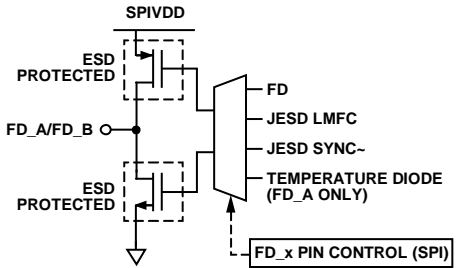 SPIVDD
ESD
PROTECTED
FD
JESD LMFC
FD_A/FD_B
JESD SYNC~
TEMPERATURE DIODE
(FD_A ONLY)
ESD
PROTECTED
FD_x PIN CONTROL (SPI)